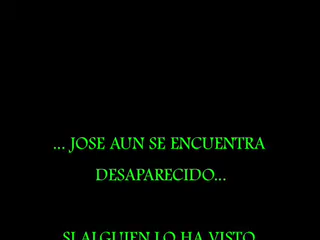 ... JOSE AUN SE ENCUENTRA
DESAPARECIDO...
SI ALGUIEN LO HA VISTO